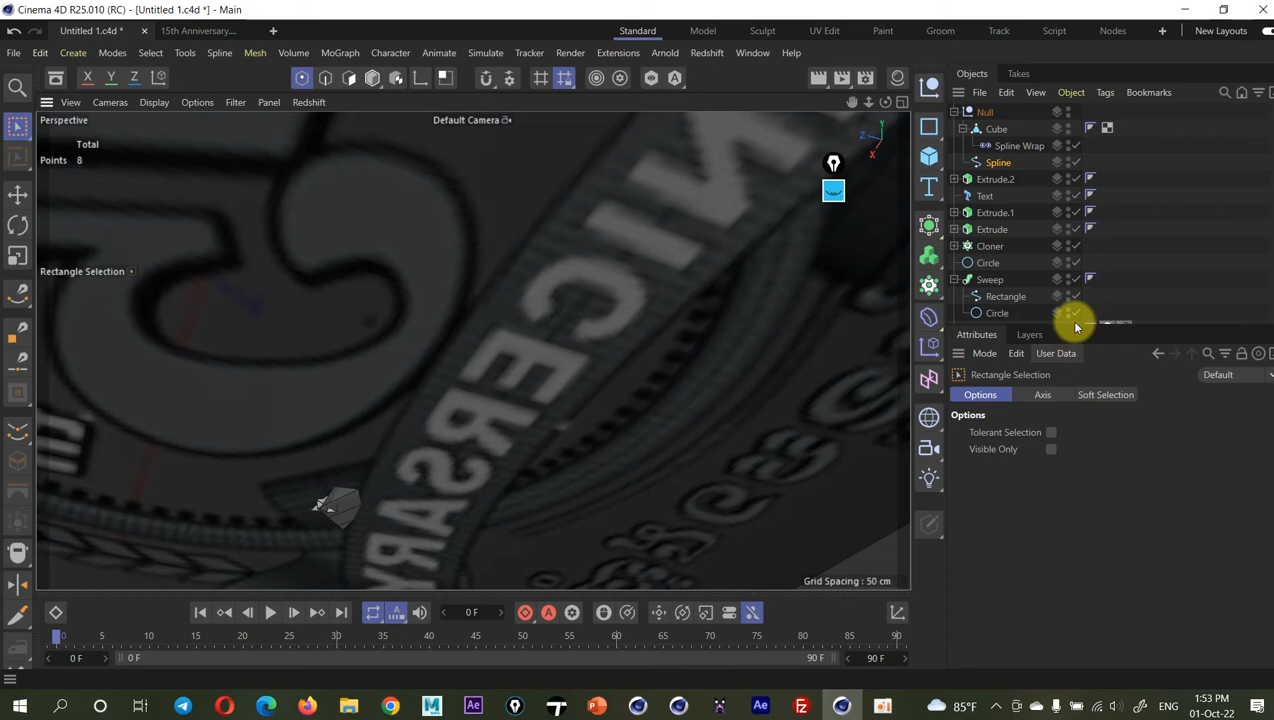 Cinema 4D R25.010 (RC) - [Untitled 1.c4d *] - Main
Untitled 1.c4d *
15th Anniversary....
Standard Model Sculpt UV Edit Paint Groom Track Script Nodes
New Layouts
File Edit Create Modes Select Tools Spline Mesh Volume MoGraph Character Animate Simulate Tracker Render Extensions Arnold Redshift Window Help
X Y Z
View Cameras Display Options Filter Panel Redshift
Perspective
Default Camera
Total
Points 8
Rectangle Selection
Y
Z
X
Grid Spacing : 50 cm
Objects Takes
File Edit View Object Tags Bookmarks
Null
Cube
Spline Wrap
Spline
Extrude.2
Text
Extrude.1
Extrude
Cloner
Circle
Sweep
Rectangle
Circle
Attributes Layers
Mode Edit User Data
Rectangle Selection
Default
Options Axis Soft Selection
Options
Tolerant Selection
Visible Only
0 F
0 5 10 15 20 25 30 35 40 45 50 55 60 65 70 75 80 85 90
0 F 0 F 90 F 90 F
85°F
ENG
1:53 PM
01-Oct-22